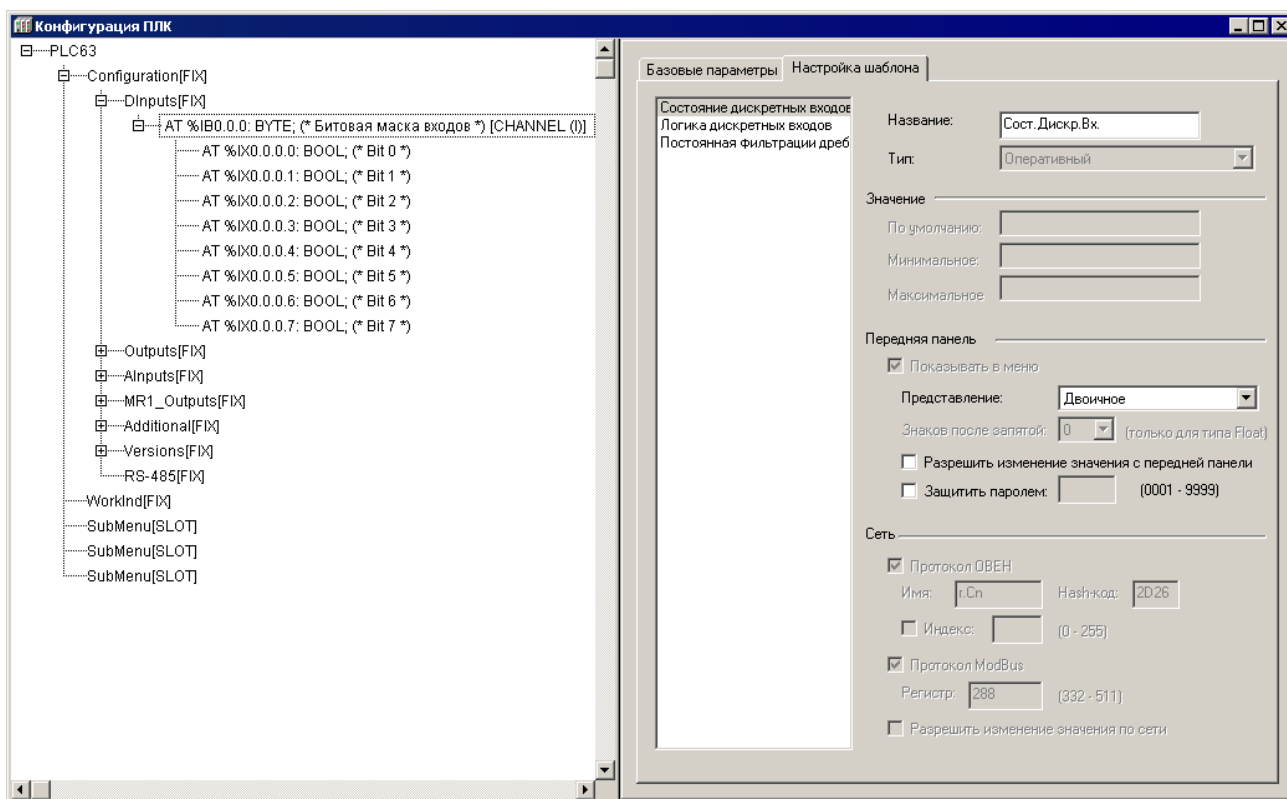 Конфигурация ПЛК
PLC63
Configuration[FIX]
DInputs[FIX]
AT %IB0.0.0: BYTE; (* Битовая маска входов *) [CHANNEL (I)]
AT %IX0.0.0.0: BOOL; (* Bit 0 *)
AT %IX0.0.0.1: BOOL; (* Bit 1 *)
AT %IX0.0.0.2: BOOL; (* Bit 2 *)
AT %IX0.0.0.3: BOOL; (* Bit 3 *)
AT %IX0.0.0.4: BOOL; (* Bit 4 *)
AT %IX0.0.0.5: BOOL; (* Bit 5 *)
AT %IX0.0.0.6: BOOL; (* Bit 6 *)
AT %IX0.0.0.7: BOOL; (* Bit 7 *)
Outputs[FIX]
AInputs[FIX]
MR1_Outputs[FIX]
Additional[FIX]
Versions[FIX]
RS-485[FIX]
WorkInd[FIX]
SubMenu[SLOT]
SubMenu[SLOT]
SubMenu[SLOT]
Базовые параметры Настройка шаблона
Состояние дискретных входов
Логика дискретных входов
Постоянная фильтрации дреб
Название: Сост.Дискр.Вх.
Тип: Оперативный
Значение
По умолчанию:
Минимальное:
Максимальное
Передняя панель
Показывать в меню
Представление: Двоичное
Знаков после запятой: 0 (только для типа Float)
Разрешить изменение значения с передней панели
Защитить паролем: (0001 - 9999)
Сеть
Протокол ОВЕН
Имя: r.Cn Hash-код: 2D26
Индекс: (0 - 255)
Протокол ModBus
Регистр: 288 (332 - 511)
Разрешить изменение значения по сети